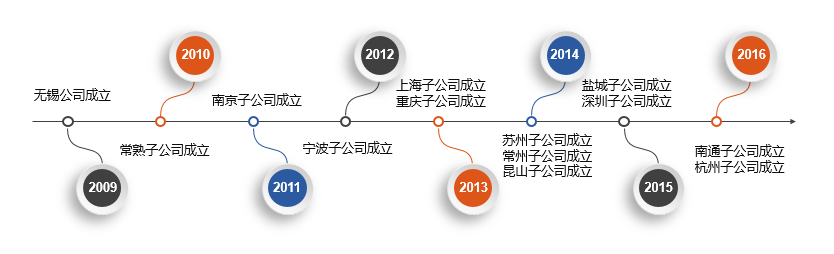 2009
无锡公司成立
2010
常熟子公司成立
2011
南京子公司成立
2012
宁波子公司成立
2013
上海子公司成立
重庆子公司成立
2014
苏州子公司成立
常州子公司成立
昆山子公司成立
2015
盐城子公司成立
深圳子公司成立
2016
南通子公司成立
杭州子公司成立